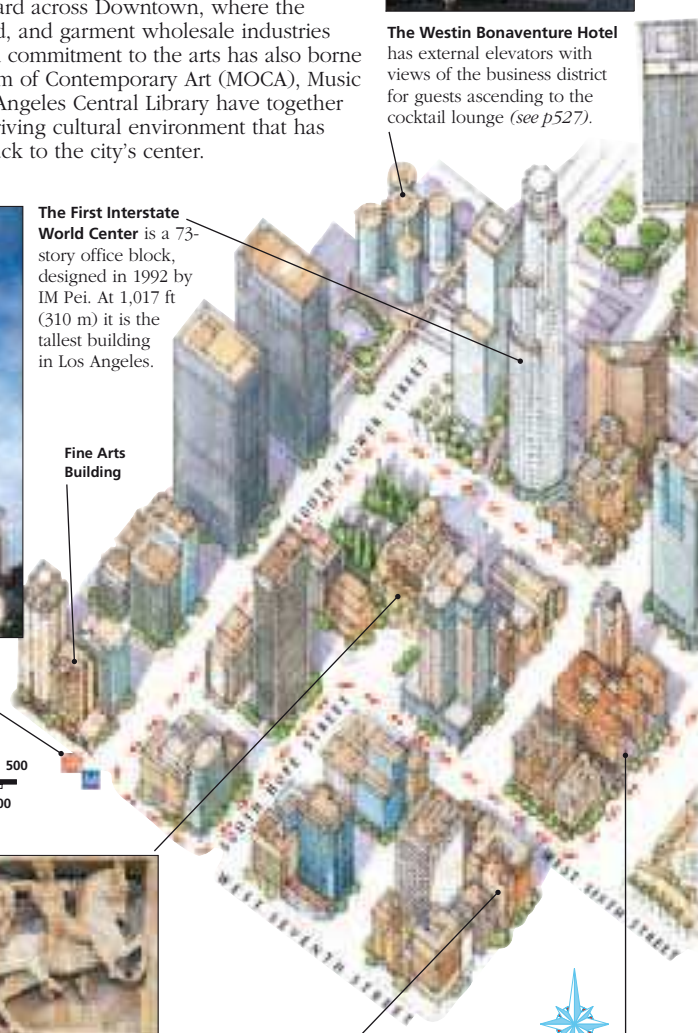 ard across Downtown, where the
d, and garment wholesale industries
commitment to the arts has also borne
m of Contemporary Art (MOCA), Music
Angeles Central Library have together
iving cultural environment that has
ck to the city's center.
The Westin Bonaventure Hotel
has external elevators with
views of the business district
for guests ascending to the
cocktail lounge (see p527).
The First Interstate
World Center is a 73-
story office block,
designed in 1992 by
IM Pei. At 1,017 ft
(310 m) it is the
tallest building
in Los Angeles.
Fine Arts
Building
SOUTH FLOWER STREET
500
00
SOUTH HOPE STREET
WEST SEVENTH STREET
WEST SIXTH STREET